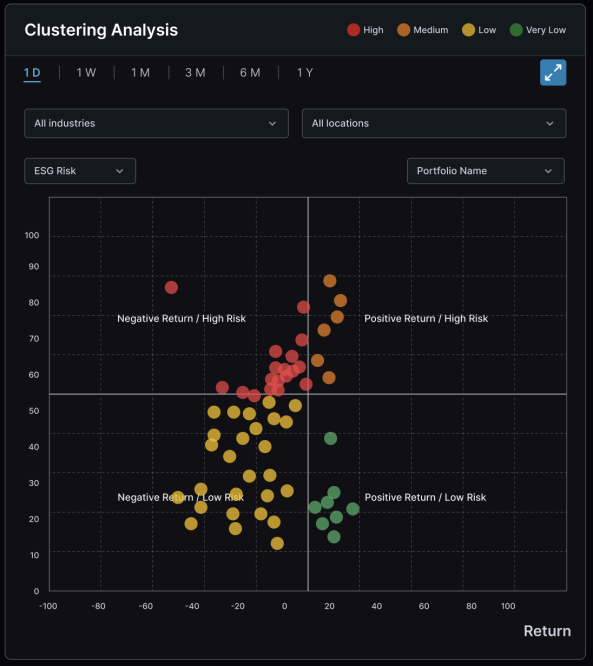 Clustering Analysis
High Medium Low Very Low
1 D 1 W 1 M 3 M 6 M 1 Y
All industries All locations
ESG Risk Portfolio Name
100
90
80
Negative Return / High Risk Positive Return / High Risk
70
60
50
40
30
Negative Return / Low Risk Positive Return / Low Risk
20
10
0
-100 -80 -60 -40 -20 0 20 40 60 80 100
Return